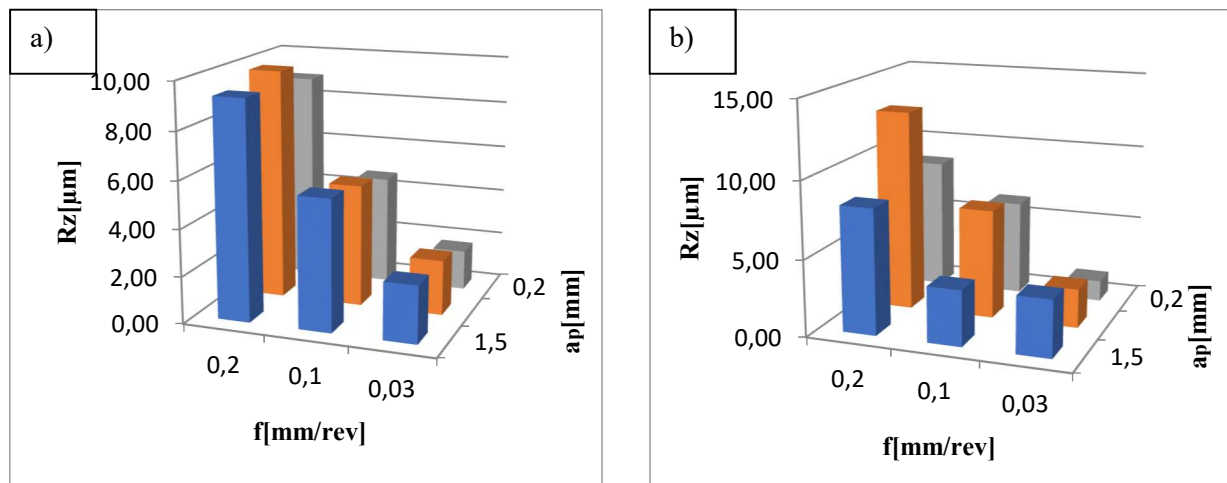 a)
10,00
8,00
6,00
4,00
2,00
0,00
Rz[µm]
0,2
0,1
0,03
f[mm/rev]
1,5
0,2
ap[mm]
b)
15,00
10,00
5,00
0,00
Rz[µm]
0,2
0,1
0,03
f[mm/rev]
1,5
0,2
ap[mm]